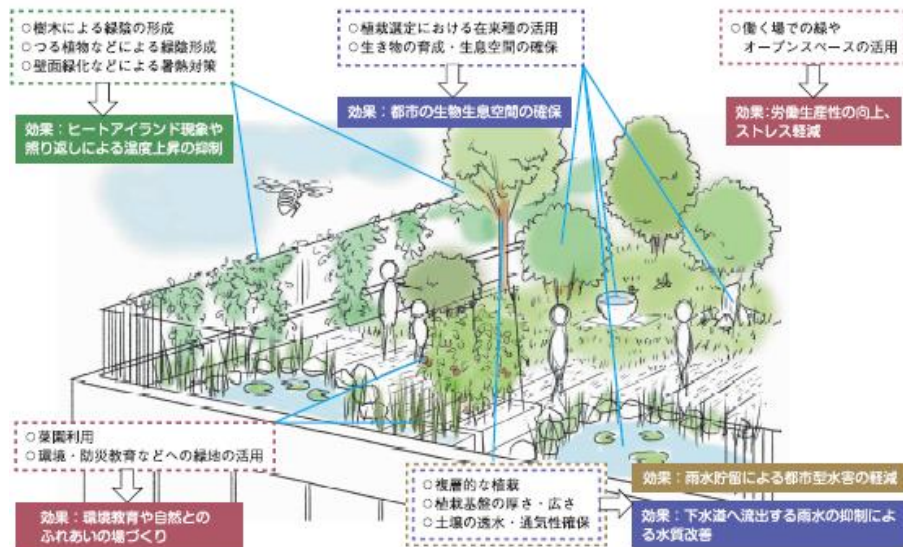 ○樹木による緑陰の形成
○つる植物などによる緑陰形成
○壁面緑化などによる暑熱対策
効果：ヒートアイランド現象や
照り返しによる温度上昇の抑制
○植栽選定における在来種の活用
○生き物の育成・生息空間の確保
効果：都市の生物生息空間の確保
○働く場での緑や
オープンスペースの活用
効果：労働生産性の向上、
ストレス軽減
○菜園利用
○環境・防災教育などへの緑地の活用
効果：環境教育や自然との
ふれあいの場づくり
○複層的な植栽
○植栽基盤の厚さ・広さ
○土壌の透水・通気性確保
効果：雨水貯留による都市型水害の軽減
効果：下水道へ流出する雨水の抑制によ
る水質改善